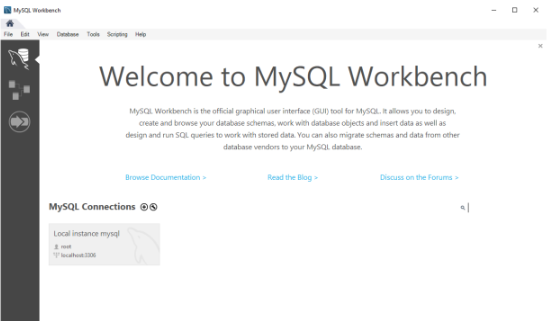 MySQL Workbench
File Edit View Database Tools Scripting Help
Welcome to MySQL Workbench
MySQL Workbench is the official graphical user interface (GUI) tool for MySQL. It allows you to design,
create and browse your database schemas, work with database objects and insert data as well as
design and run SQL queries to work with stored data. You can also migrate schemas and data from other
database vendors to your MySQL database.
Browse Documentation > Read the Blog > Discuss on the Forums >
MySQL Connections
Local instance mysql
root
localhost:3306